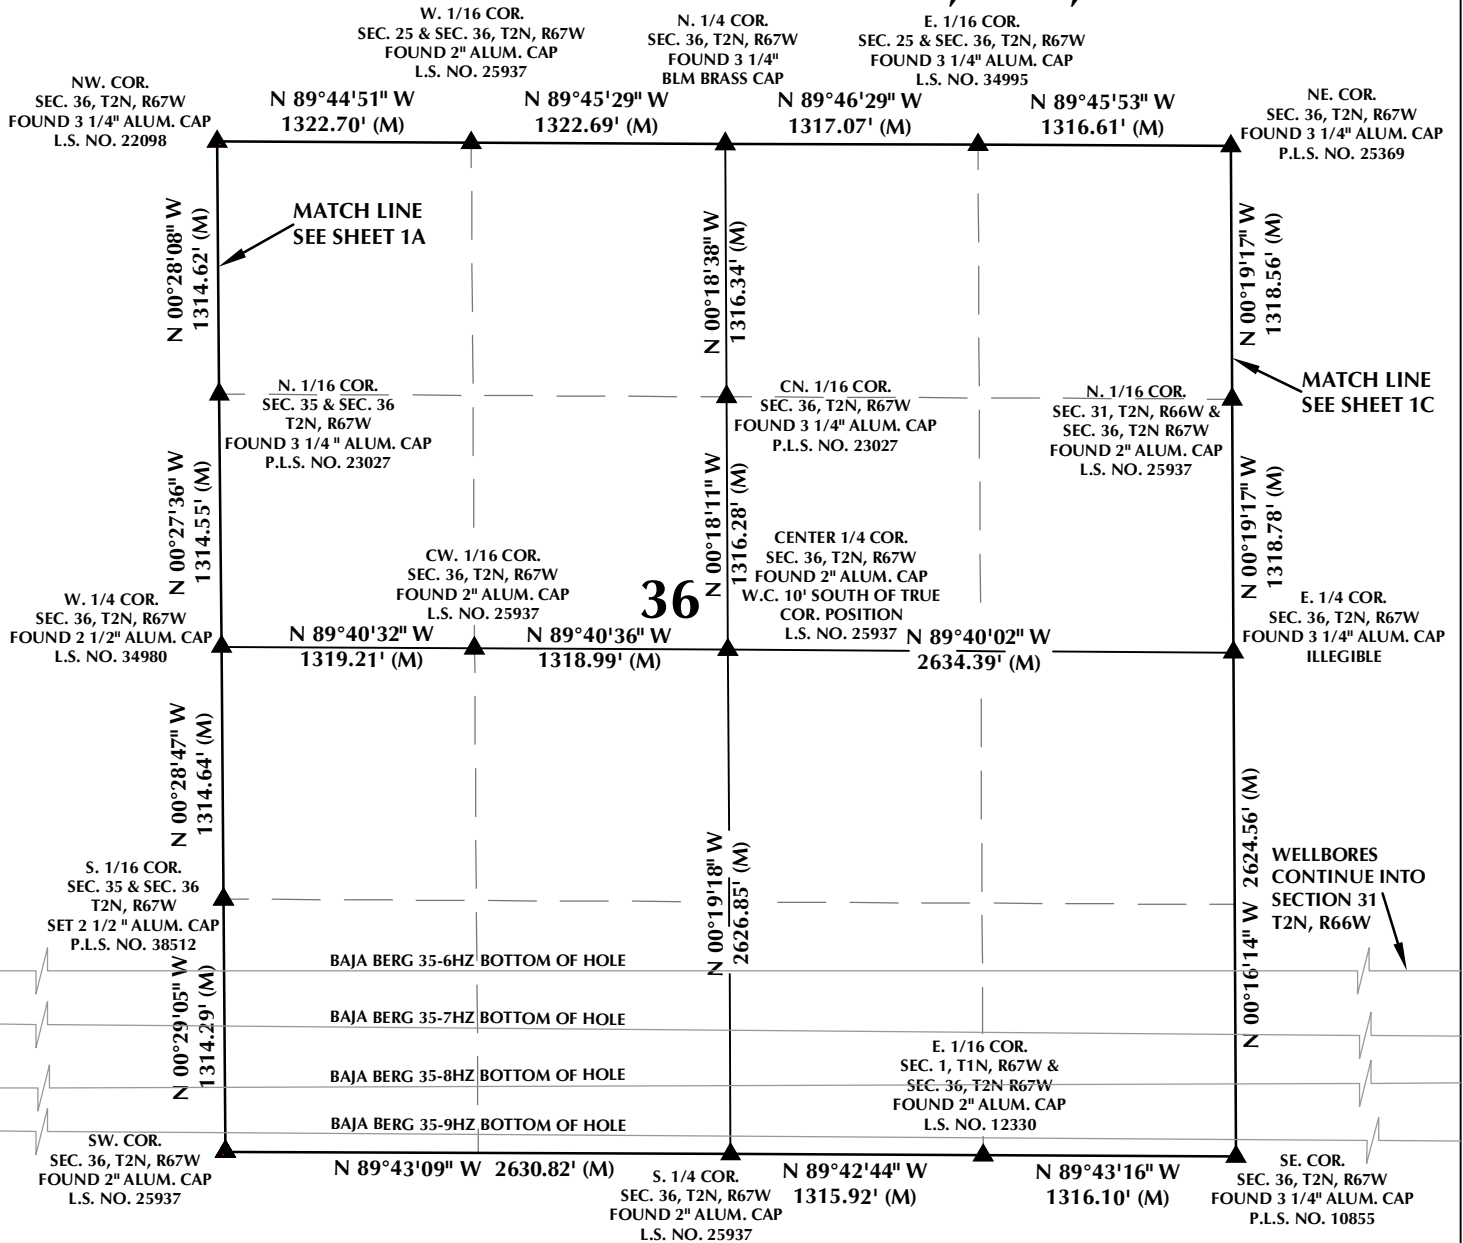 W. 1/16 COR.
SEC. 25 & SEC. 36, T2N, R67W
FOUND 2" ALUM. CAP
L.S. NO. 25937
N. 1/4 COR.
SEC. 36, T2N, R67W
FOUND 3 1/4"
BLM BRASS CAP
E. 1/16 COR.
SEC. 25 & SEC. 36, T2N, R67W
FOUND 3 1/4" ALUM. CAP
L.S. NO. 34995
NW. COR.
SEC. 36, T2N, R67W
FOUND 3 1/4" ALUM. CAP
L.S. NO. 22098
N 89°44'51" W
1322.70' (M)
N 89°45'29" W
1322.69' (M)
N 89°46'29" W
1317.07' (M)
N 89°45'53" W
1316.61' (M)
NE. COR.
SEC. 36, T2N, R67W
FOUND 3 1/4" ALUM. CAP
P.L.S. NO. 25369
N 00°28'08" W
1314.62' (M)
MATCH LINE
SEE SHEET 1A
N 00°18'38" W
1316.34' (M)
N 00°19'17" W
1318.56' (M)
MATCH LINE
SEE SHEET 1C
N. 1/16 COR.
SEC. 35 & SEC. 36
T2N, R67W
FOUND 3 1/4 " ALUM. CAP
P.L.S. NO. 23027
CN. 1/16 COR.
SEC. 36, T2N, R67W
FOUND 3 1/4" ALUM. CAP
P.L.S. NO. 23027
N. 1/16 COR.
SEC. 31, T2N, R66W &
SEC. 36, T2N R67W
FOUND 2" ALUM. CAP
L.S. NO. 25937
N 00°27'36" W
1314.55' (M)
N 00°18'11" W
1316.28' (M)
N 00°19'17" W
1318.78' (M)
CW. 1/16 COR.
SEC. 36, T2N, R67W
FOUND 2" ALUM. CAP
L.S. NO. 25937
36
CENTER 1/4 COR.
SEC. 36, T2N, R67W
FOUND 2" ALUM. CAP
W.C. 10' SOUTH OF TRUE
COR. POSITION
L.S. NO. 25937
W. 1/4 COR.
SEC. 36, T2N, R67W
FOUND 2 1/2" ALUM. CAP
L.S. NO. 34980
E. 1/4 COR.
SEC. 36, T2N, R67W
FOUND 3 1/4" ALUM. CAP
ILLEGIBLE
N 89°40'32" W
1319.21' (M)
N 89°40'36" W
1318.99' (M)
N 89°40'02" W
2634.39' (M)
N 00°28'47" W
1314.64' (M)
N 00°19'18" W
2626.85' (M)
N 00°16'14" W 2624.56' (M)
WELLBORES
CONTINUE INTO
SECTION 31
T2N, R66W
S. 1/16 COR.
SEC. 35 & SEC. 36
T2N, R67W
SET 2 1/2 " ALUM. CAP
P.L.S. NO. 38512
N 00°29'05" W
1314.29' (M)
BAJA BERG 35-6HZ BOTTOM OF HOLE
BAJA BERG 35-7HZ BOTTOM OF HOLE
BAJA BERG 35-8HZ BOTTOM OF HOLE
BAJA BERG 35-9HZ BOTTOM OF HOLE
E. 1/16 COR.
SEC. 1, T1N, R67W &
SEC. 36, T2N R67W
FOUND 2" ALUM. CAP
L.S. NO. 12330
SW. COR.
SEC. 36, T2N, R67W
FOUND 2" ALUM. CAP
L.S. NO. 25937
N 89°43'09" W 2630.82' (M)
S. 1/4 COR.
SEC. 36, T2N, R67W
FOUND 2" ALUM. CAP
L.S. NO. 25937
N 89°42'44" W
1315.92' (M)
N 89°43'16" W
1316.10' (M)
SE. COR.
SEC. 36, T2N, R67W
FOUND 3 1/4" ALUM. CAP
P.L.S. NO. 10855